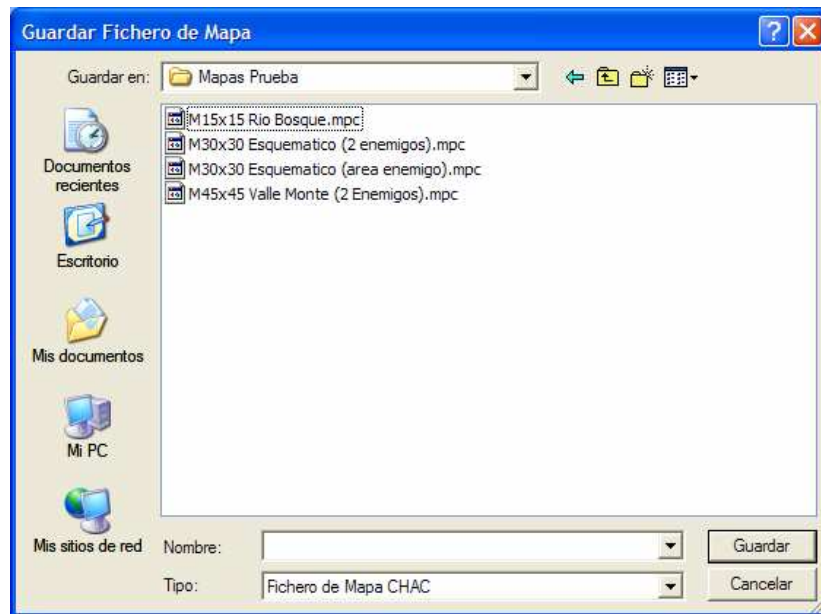 Guardar Fichero de Mapa
Guardar en: Mapas Prueba
M15x15 Rio Bosque.mpc
M30x30 Esquematico (2 enemigos).mpc
M30x30 Esquematico (area enemigo).mpc
M45x45 Valle Monte (2 Enemigos).mpc
Documentos
recientes
Escritorio
Mis documentos
Mi PC
Mis sitios de red
Nombre:
Guardar
Tipo: Fichero de Mapa CHAC
Cancelar